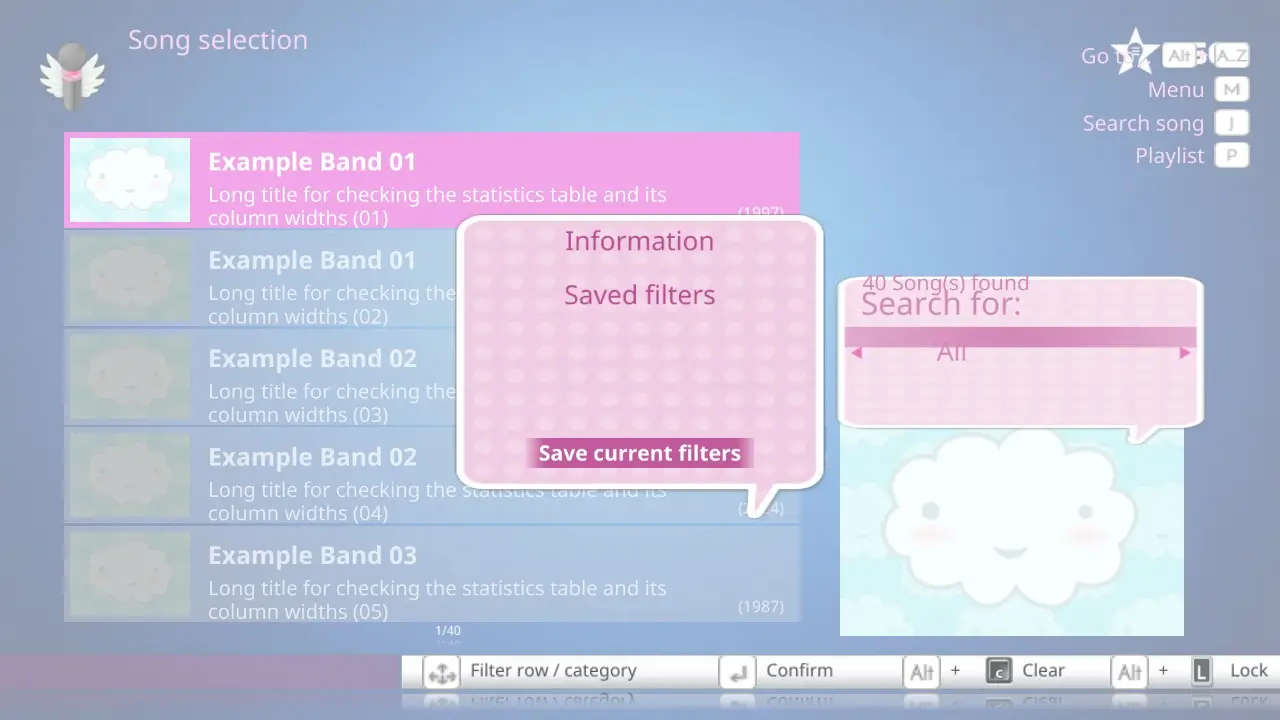 Song selection
Go to
Alt
A..Z
Menu
M
Search song
J
Playlist
P
Example Band 01
Long title for checking the statistics table and its
column widths (01)
(1997)
Example Band 01
Long title for checking the
column widths (02)
Example Band 02
Long title for checking the
column widths (03)
Example Band 02
Long title for checking the statistics table and its
column widths (04)
Example Band 03
Long title for checking the statistics table and its
column widths (05)
(1987)
1/40
Information
Saved filters
Save current filters
40 Song(s) found
Search for:
All
Filter row / category
Confirm
Alt + c Clear
Alt + L Lock